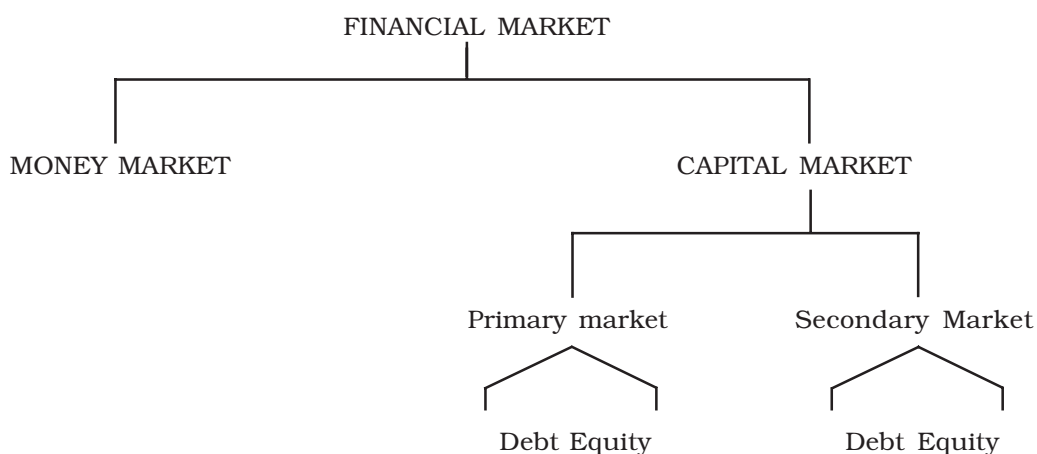 FINANCIAL MARKET
MONEY MARKET
CAPITAL MARKET
Primary market
Secondary Market
Debt Equity
Debt Equity